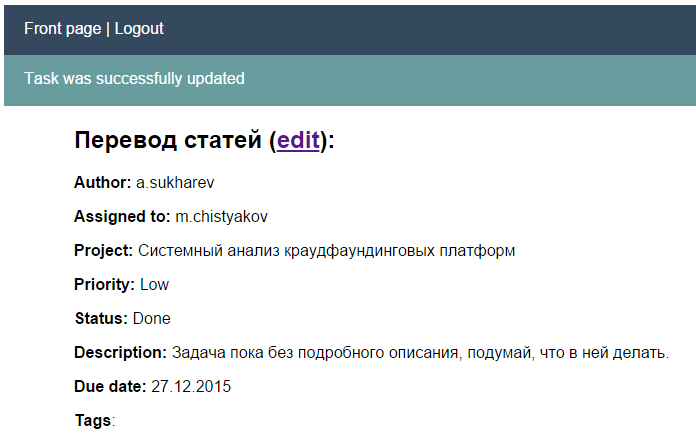 Front page | Logout
Task was successfully updated
Перевод статей (edit):
Author: a.sukharev
Assigned to: m.chistyakov
Project: Системный анализ краудфаундинговых платформ
Priority: Low
Status: Done
Description: Задача пока без подробного описания, подумай, что в ней делать.
Due date: 27.12.2015
Tags: